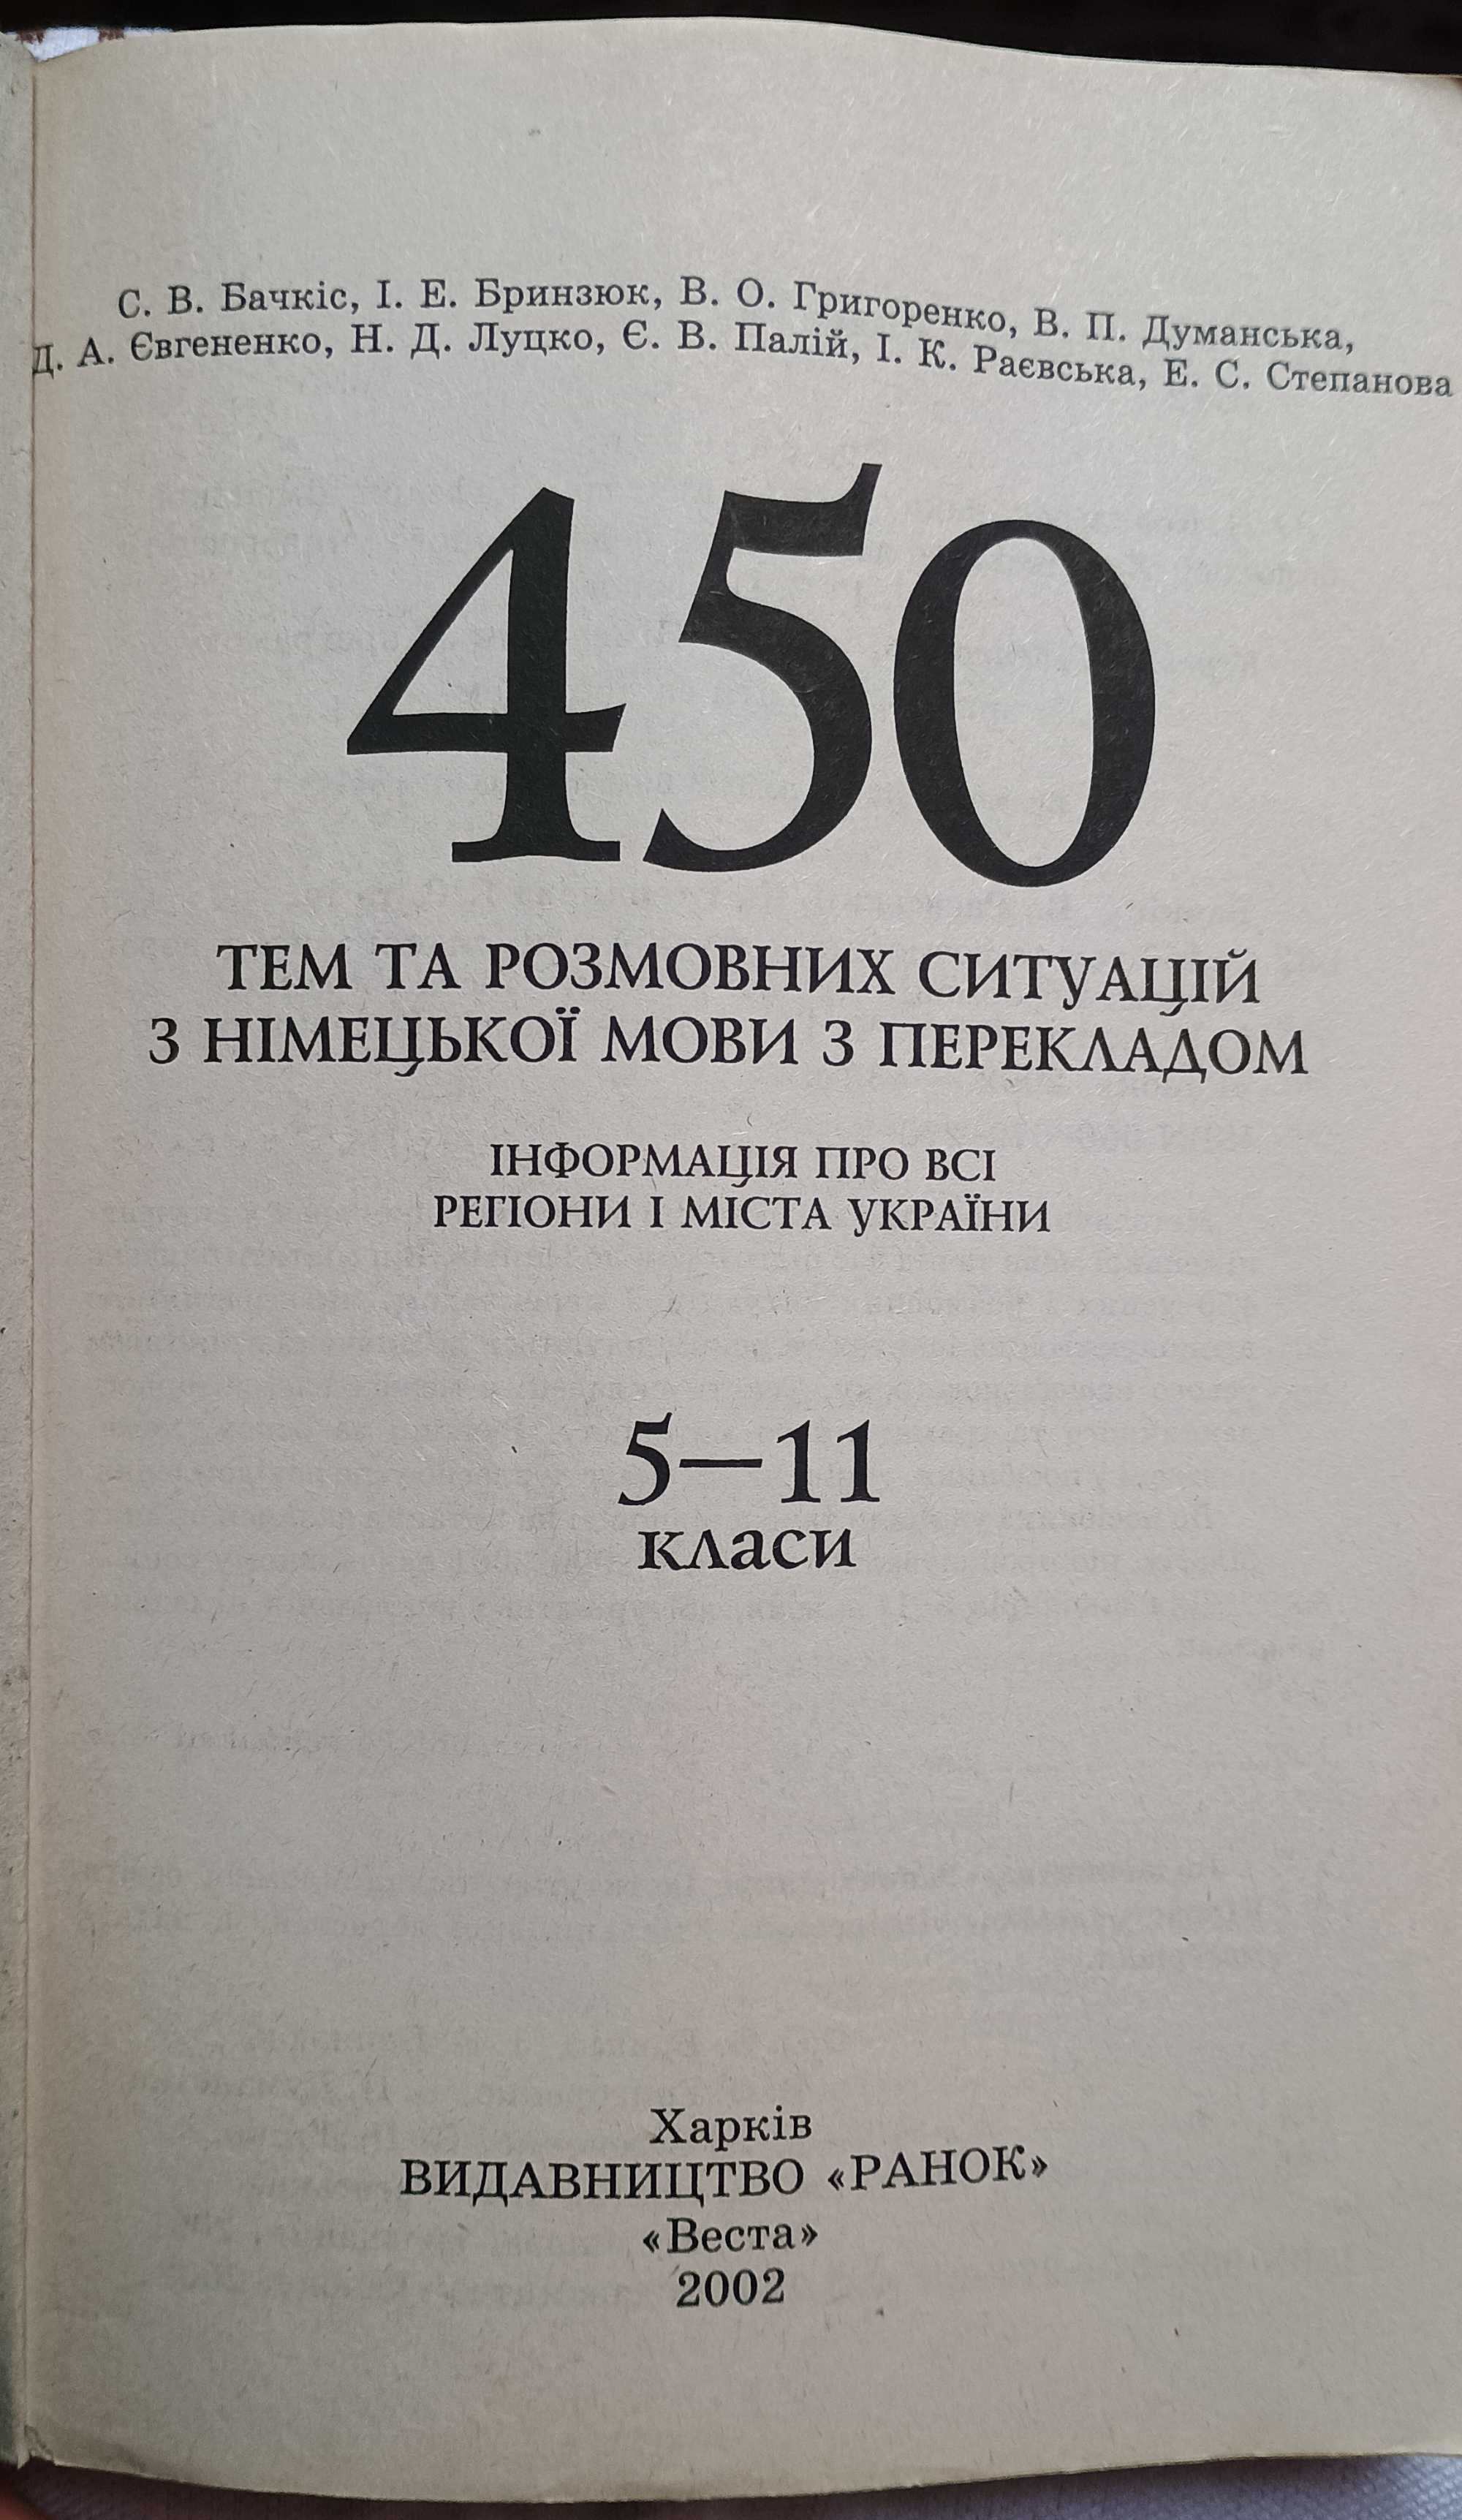 С. В. Бачкіс, І. Е. Бринзюк, В. О. Григоренко, В. П. Думанська,
Д. А. Євгененко, Н. Д. Луцко, Є. В. Палій, І. К. Раєвська, Е. С. Степанова
450
ТЕМ ТА РОЗМОВНИХ СИТУАЦІЙ
З НІМЕЦЬКОЇ МОВИ З ПЕРЕКЛАДОМ
ІНФОРМАЦІЯ ПРО ВСІ
РЕГІОНИ І МІСТА УКРАЇНИ
5—11
класи
Харків
ВИДАВНИЦТВО «РАНОК»
«Веста»
2002